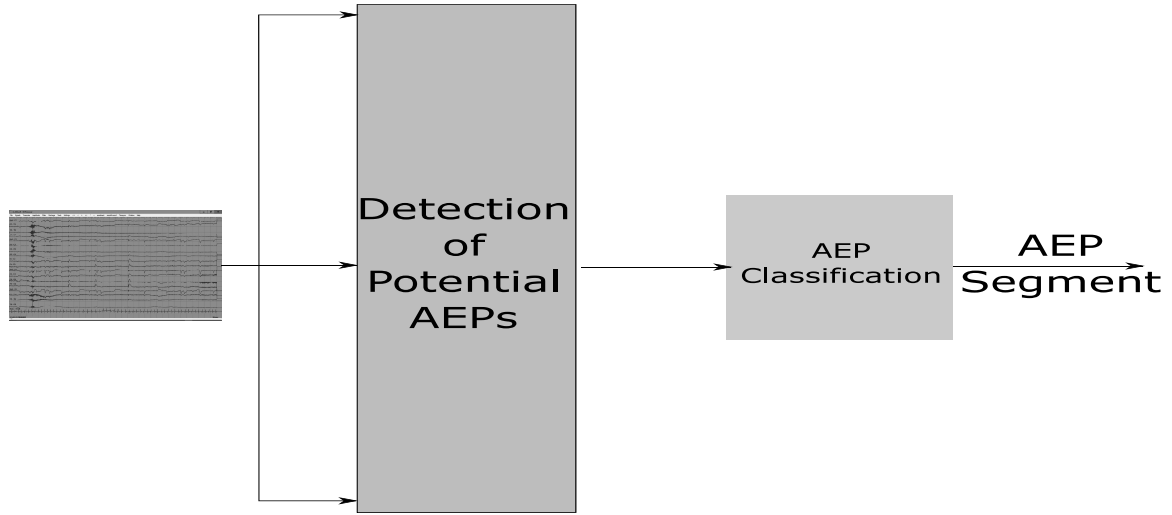 Detection
of
Potential
AEPs
AEP
Classification
AEP
Segment